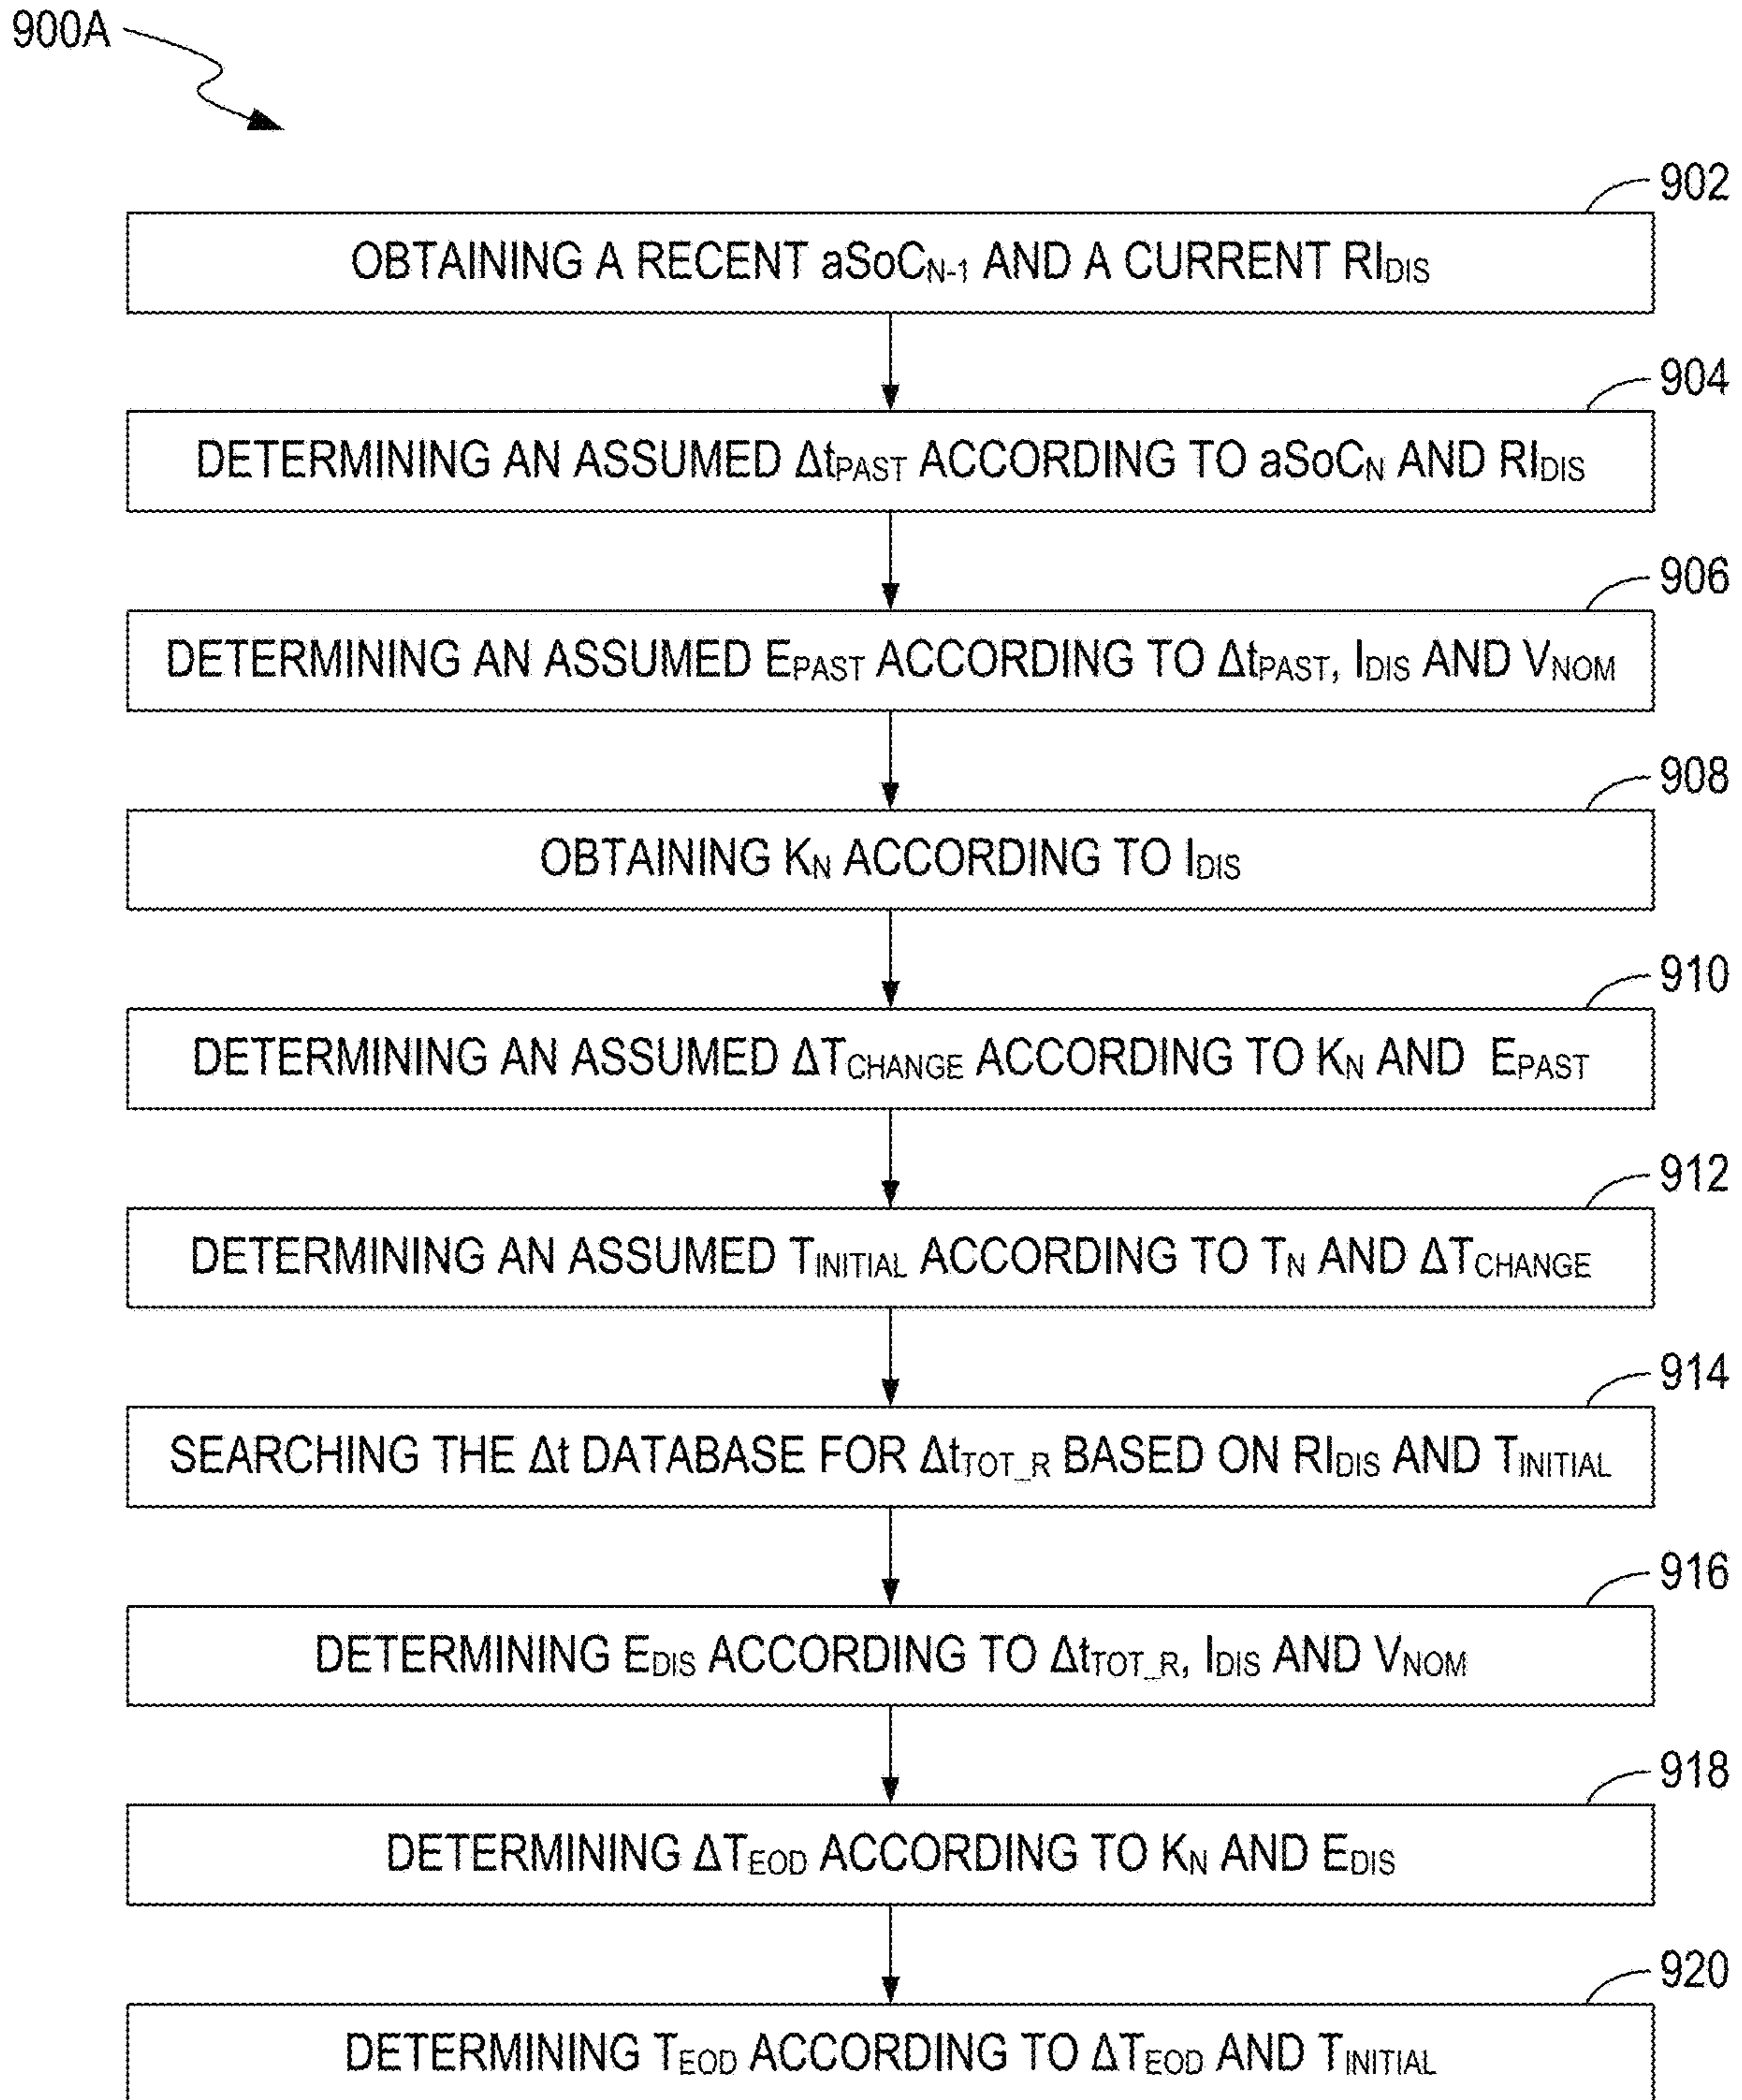 900A
902
OBTAINING A RECENT aSoCN-1 AND A CURRENT RIDIS
904
DETERMINING AN ASSUMED ΔtPAST ACCORDING TO aSoCN AND RIDIS
906
DETERMINING AN ASSUMED EPAST ACCORDING TO ΔtPAST, IDIS AND VNOM
908
OBTAINING KN ACCORDING TO IDIS
910
DETERMINING AN ASSUMED ΔTCHANGE ACCORDING TO KN AND EPAST
912
DETERMINING AN ASSUMED TINITIAL ACCORDING TO TN AND ΔTCHANGE
914
SEARCHING THE Δt DATABASE FOR ΔtTOT_R BASED ON RIDIS AND TINITIAL
916
DETERMINING EDIS ACCORDING TO ΔtTOT_R, IDIS AND VNOM
918
DETERMINING ΔTEOD ACCORDING TO KN AND EDIS
920
DETERMINING TEOD ACCORDING TO ΔTEOD AND TINITIAL